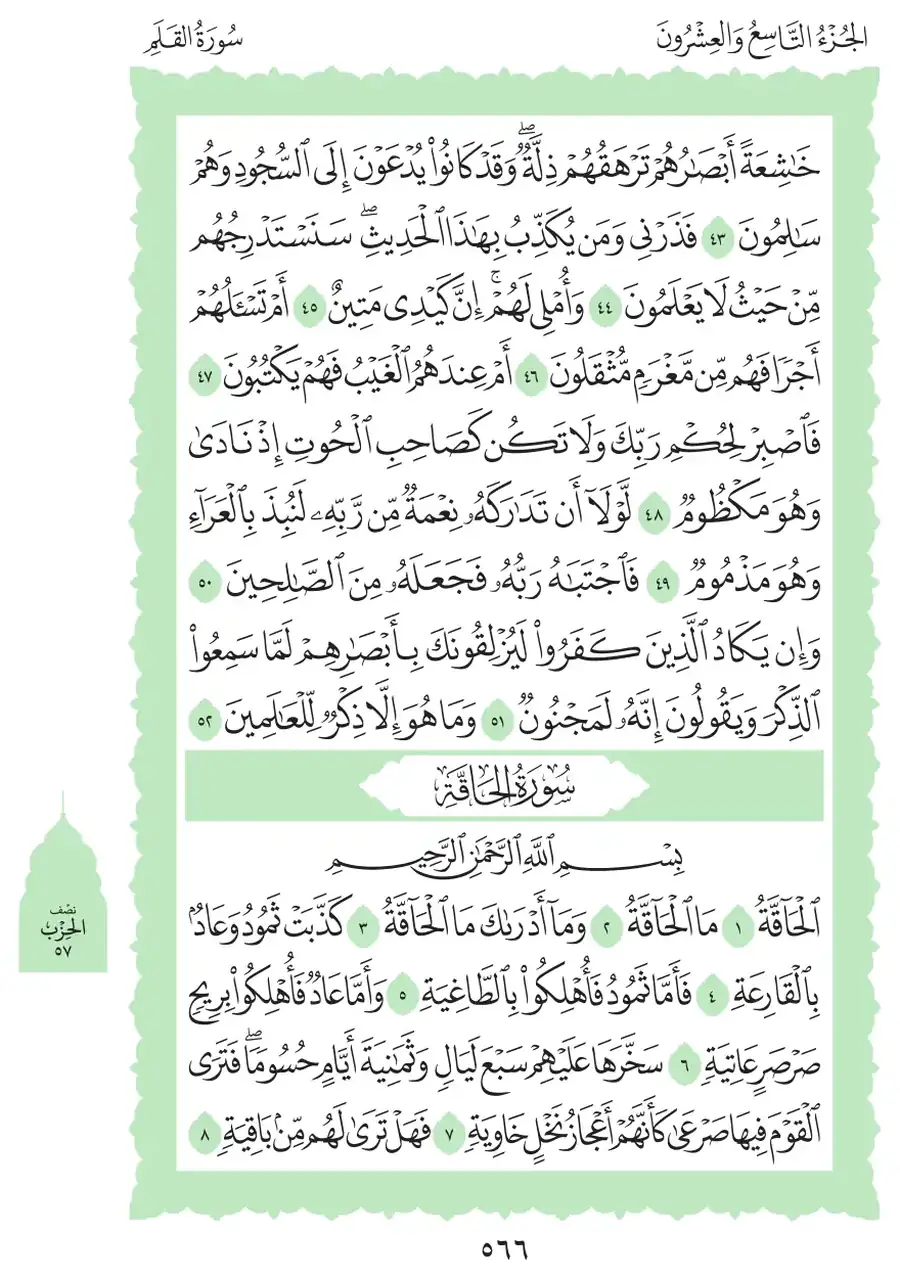 الجُزْءُ التَّاسِعُ وَالعِشْرُونَ
سُورَةُ القَلَمِ
خَٰشِعَةً أَبْصَٰرُهُمْ تَرْهَقُهُمْ ذِلَّةٞۖ وَقَدْ كَانُواْ يُدْعَوْنَ إِلَى ٱلسُّجُودِ وَهُمْ
سَٰلِمُونَ ٤٣ فَذَرْنِي وَمَن يُكَذِّبُ بِهَٰذَا ٱلْحَدِيثِۖ سَنَسْتَدْرِجُهُم
مِّنْ حَيْثُ لَا يَعْلَمُونَ ٤٤ وَأُمْلِي لَهُمْۚ إِنَّ كَيْدِي مَتِينٌ ٤٥ أَمْ تَسْـَٔلُهُمْ
أَجْرٗا فَهُم مِّن مَّغْرَمٖ مُّثْقَلُونَ ٤٦ أَمْ عِندَهُمُ ٱلْغَيْبُ فَهُمْ يَكْتُبُونَ ٤٧
فَٱصْبِرْ لِحُكْمِ رَبِّكَ وَلَا تَكُن كَصَاحِبِ ٱلْحُوتِ إِذْ نَادَىٰ
وَهُوَ مَكْظُومٞ ٤٨ لَّوْلَآ أَن تَدَٰرَكَهُۥ نِعْمَةٞ مِّن رَّبِّهِۦ لَنُبِذَ بِٱلْعَرَآءِ
وَهُوَ مَذْمُومٞ ٤٩ فَٱجْتَبَٰهُ رَبُّهُۥ فَجَعَلَهُۥ مِنَ ٱلصَّٰلِحِينَ ٥٠
وَإِن يَكَادُ ٱلَّذِينَ كَفَرُواْ لَيُزْلِقُونَكَ بِأَبْصَٰرِهِمْ لَمَّا سَمِعُواْ
ٱلذِّكْرَ وَيَقُولُونَ إِنَّهُۥ لَمَجْنُونٞ ٥١ وَمَا هُوَ إِلَّا ذِكْرٞ لِّلْعَٰلَمِينَ ٥٢
سُورَةُ الحَاقَّةِ
بِسْمِ ٱللَّهِ ٱلرَّحْمَٰنِ ٱلرَّحِيمِ
ٱلْحَآقَّةُ ١ مَا ٱلْحَآقَّةُ ٢ وَمَآ أَدْرَىٰكَ مَا ٱلْحَآقَّةُ ٣ كَذَّبَتْ ثَمُودُ وَعَادُۢ
بِٱلْقَارِعَةِ ٤ فَأَمَّا ثَمُودُ فَأُهْلِكُواْ بِٱلطَّاغِيَةِ ٥ وَأَمَّا عَادٞ فَأُهْلِكُواْ بِرِيحٖ
صَرْصَرٍ عَاتِيَةٖ ٦ سَخَّرَهَا عَلَيْهِمْ سَبْعَ لَيَالٖ وَثَمَٰنِيَةَ أَيَّامٍ حُسُومٗاۖ فَتَرَى
ٱلْقَوْمَ فِيهَا صَرْعَىٰ كَأَنَّهُمْ أَعْجَازُ نَخْلٍ خَاوِيَةٖ ٧ فَهَلْ تَرَىٰ لَهُم مِّنۢ بَاقِيَةٖ ٨
نصف
الحِزْب
٥٧
٥٦٦